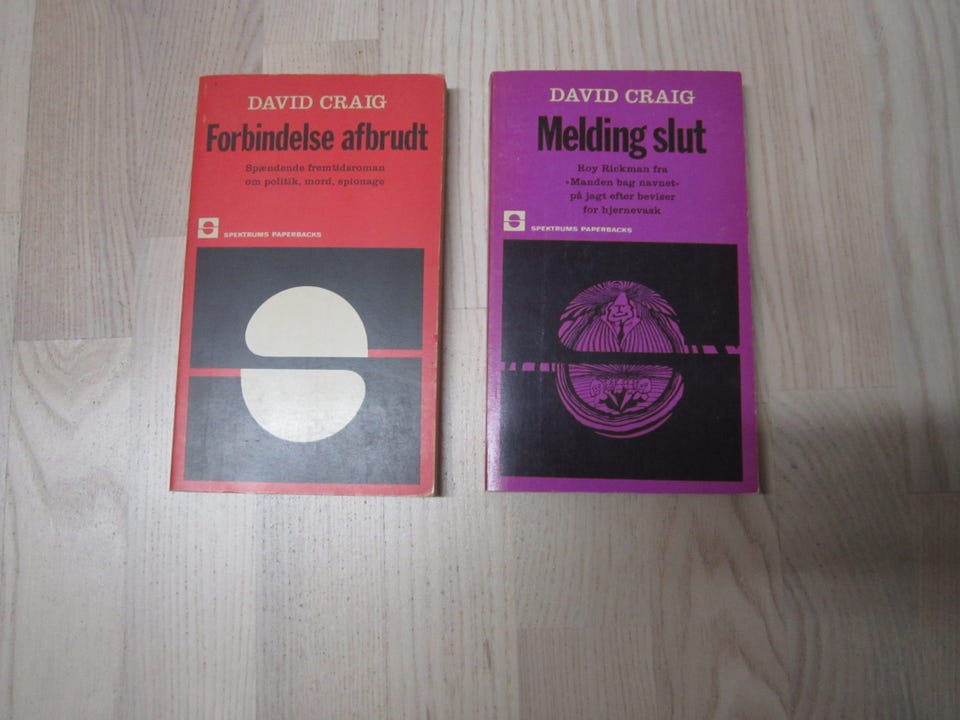 DAVID CRAIG
Forbindelse afbrudt
Spændende fremtidsroman
om politik, mord, spionage
SPEKTRUMS PAPERBACKS
DAVID CRAIG
Melding slut
Roy Rickman fra
»Manden bag navnet«
på jagt efter beviser
for hjernevask
SPEKTRUMS PAPERBACKS